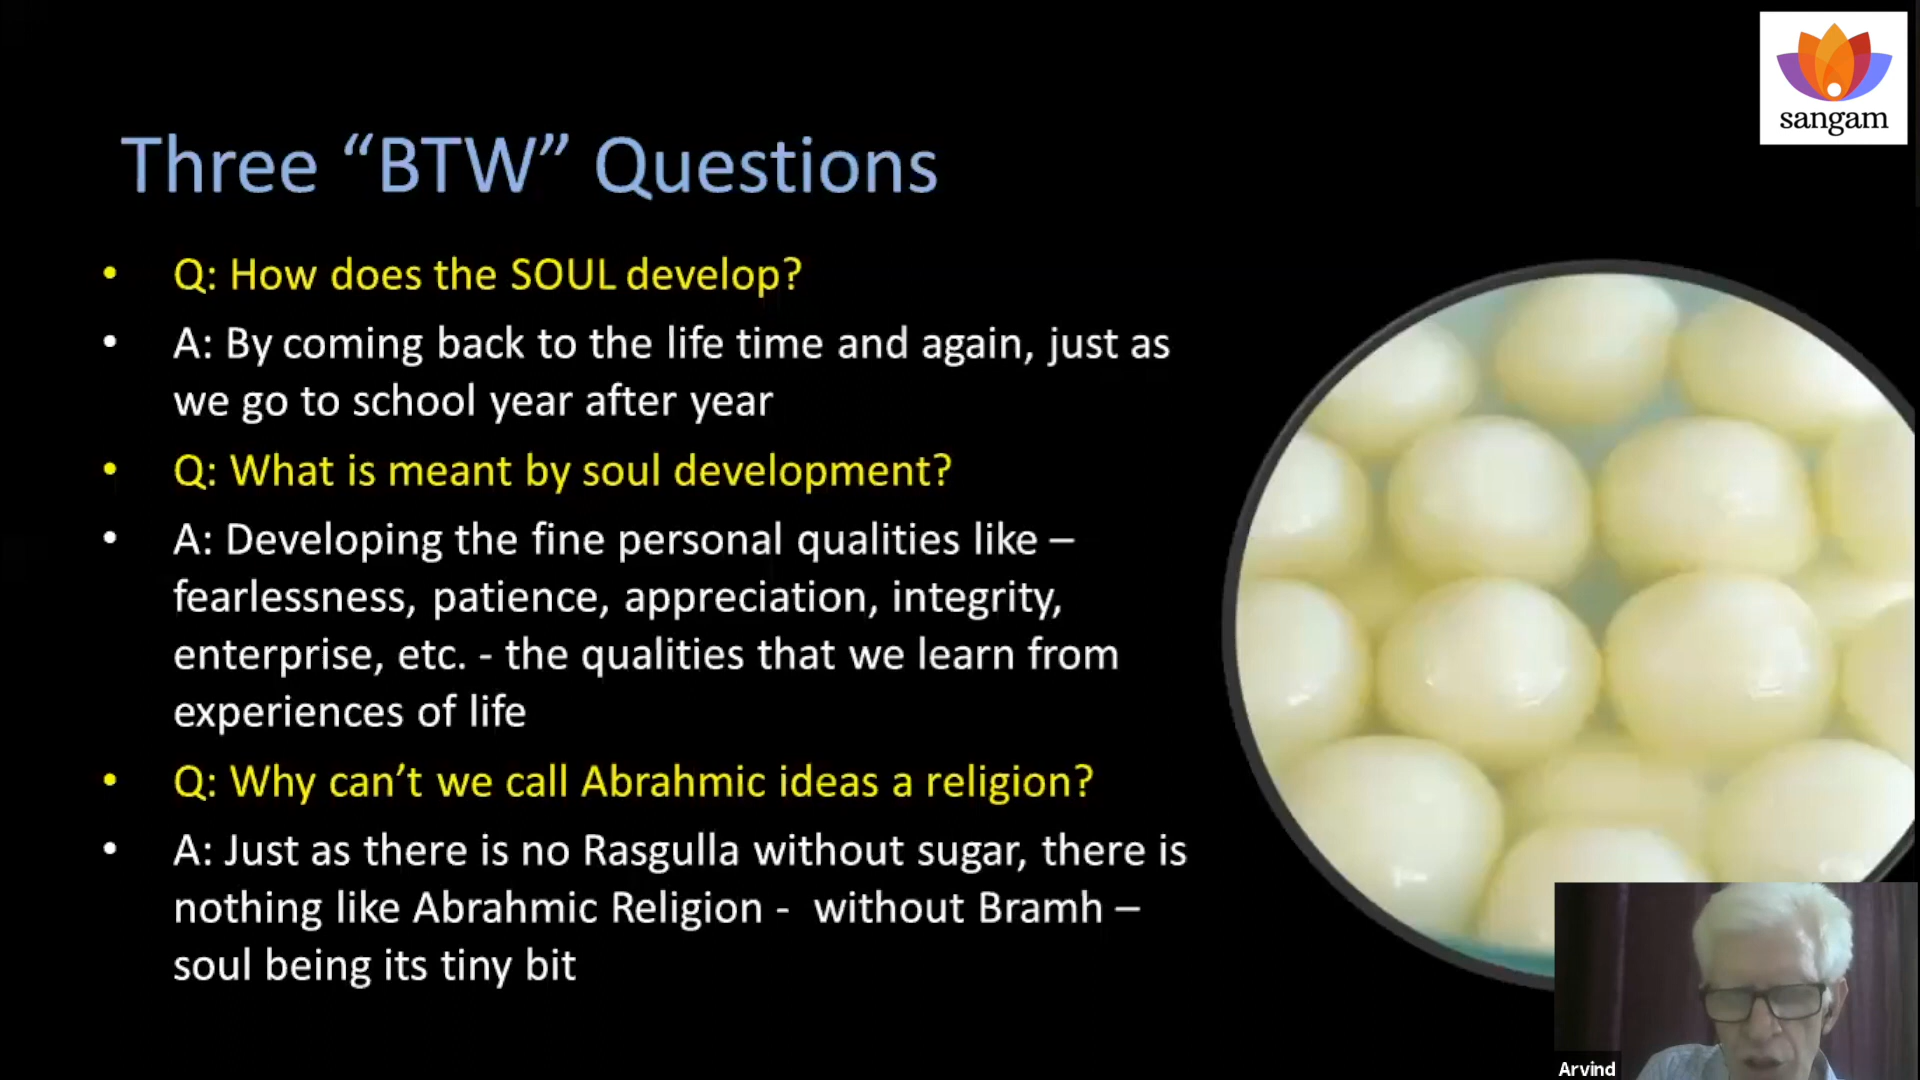 sangam
Three “BTW” Questions
• Q: How does the SOUL develop?
• A: By coming back to the life time and again, just as
we go to school year after year
• Q: What is meant by soul development?
• A: Developing the fine personal qualities like –
fearlessness, patience, appreciation, integrity,
enterprise, etc. - the qualities that we learn from
experiences of life
• Q: Why can’t we call Abrahmic ideas a religion?
• A: Just as there is no Rasgulla without sugar, there is
nothing like Abrahmic Religion - without Bramh –
soul being its tiny bit
Arvind